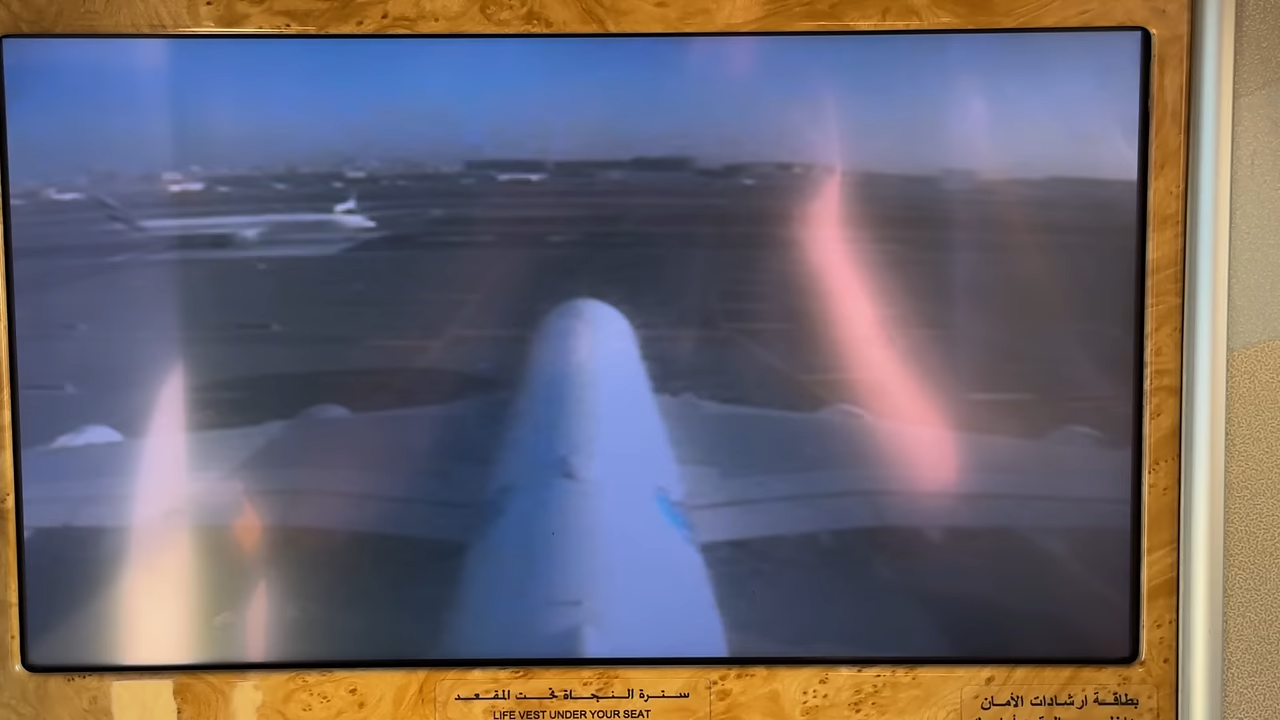 سترة النجاة تحت المقعد
LIFE VEST UNDER YOUR SEAT
بطاقة ارشادات الأمان